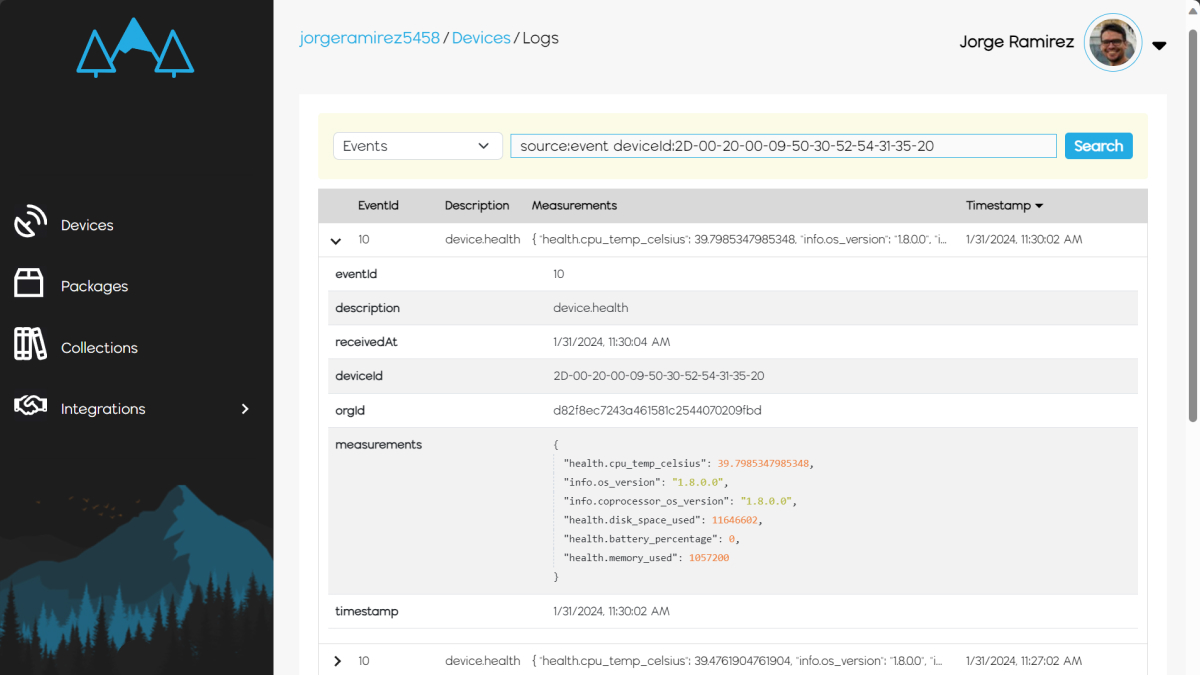 jorgeramirez5458 / Devices / Logs
Jorge Ramirez
Devices
Packages
Collections
Integrations
Events
source:event deviceId:2D-00-20-00-09-50-30-52-54-31-35-20
Search
EventId Description Measurements Timestamp
10 device.health { "health.cpu_temp_celsius": 39.7985347985348, "info.os_version": "1.8.0.0", "i... 1/31/2024, 11:30:02 AM
eventId 10
description device.health
receivedAt 1/31/2024, 11:30:04 AM
deviceId 2D-00-20-00-09-50-30-52-54-31-35-20
orgId d82f8ec7243a461581c2544070209fbd
measurements {
"health.cpu_temp_celsius": 39.7985347985348,
"info.os_version": "1.8.0.0",
"info.coprocessor_os_version": "1.8.0.0",
"health.disk_space_used": 11646602,
"health.battery_percentage": 0,
"health.memory_used": 1057200
}
timestamp 1/31/2024, 11:30:02 AM
10 device.health { "health.cpu_temp_celsius": 39.4761904761904, "info.os_version": "1.8.0.0", "i... 1/31/2024, 11:27:02 AM